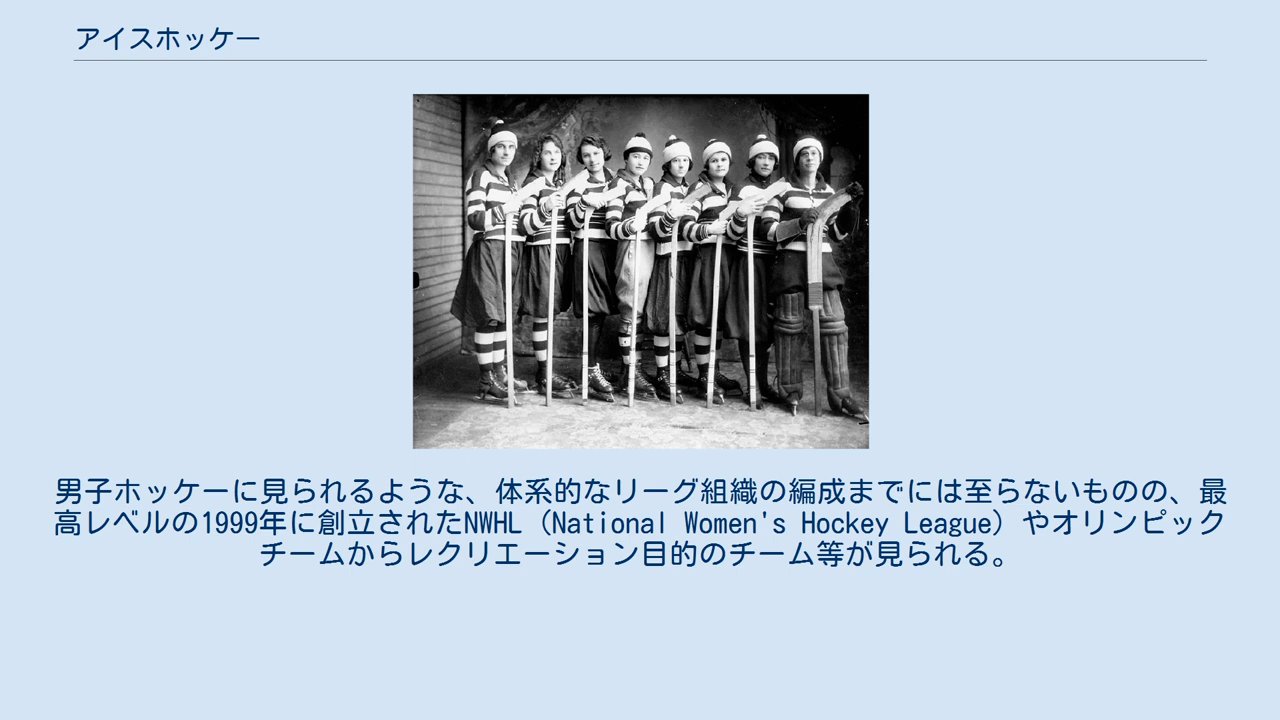 アイスホッケー
男子ホッケーに見られるような、体系的なリーグ組織の編成までには至らないものの、最
高レベルの1999年に創立されたNWHL（National Women's Hockey League）やオリンピック
チームからレクリエーション目的のチーム等が見られる。